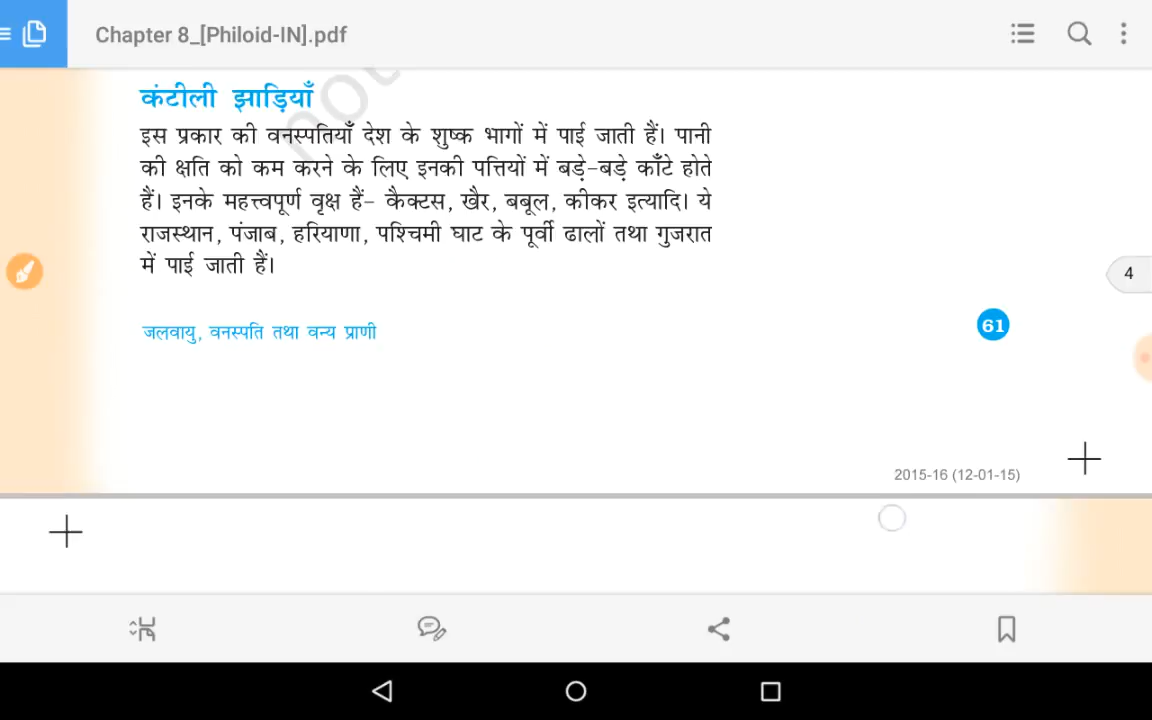 Chapter 8_[Philoid-IN].pdf
not
कंटीली झाड़ियाँ
इस प्रकार की वनस्पतियाँ देश के शुष्क भागों में पाई जाती हैं। पानी
की क्षति को कम करने के लिए इनकी पत्तियों में बड़े-बड़े काँटे होते
हैं। इनके महत्त्वपूर्ण वृक्ष हैं- कैक्टस, खैर, बबूल, कीकर इत्यादि। ये
राजस्थान, पंजाब, हरियाणा, पश्चिमी घाट के पूर्वी ढालों तथा गुजरात
में पाई जाती हैं।
4
जलवायु, वनस्पति तथा वन्य प्राणी
61
2015-16 (12-01-15)